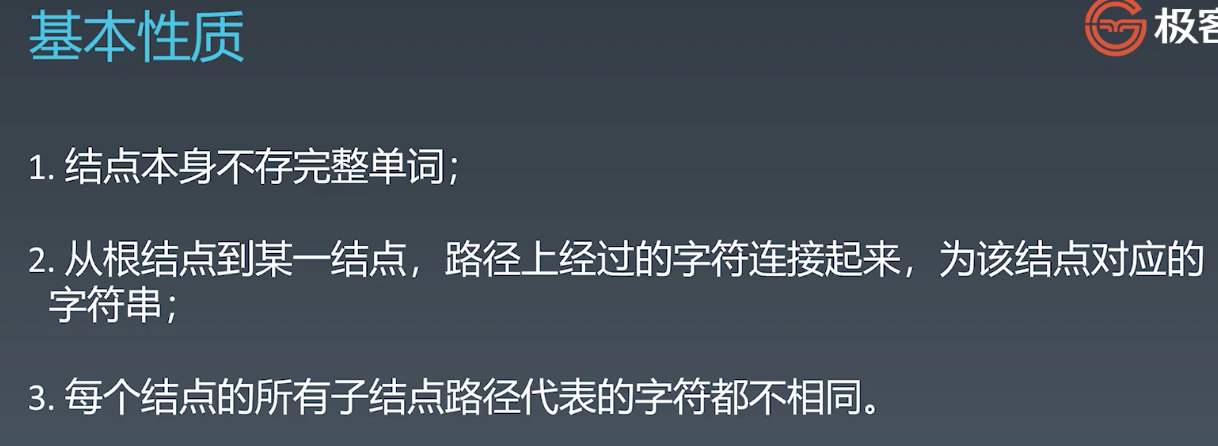 基本性质
极客
1. 结点本身不存完整单词；
2. 从根结点到某一结点，路径上经过的字符连接起来，为该结点对应的
字符串；
3. 每个结点的所有子结点路径代表的字符都不相同。